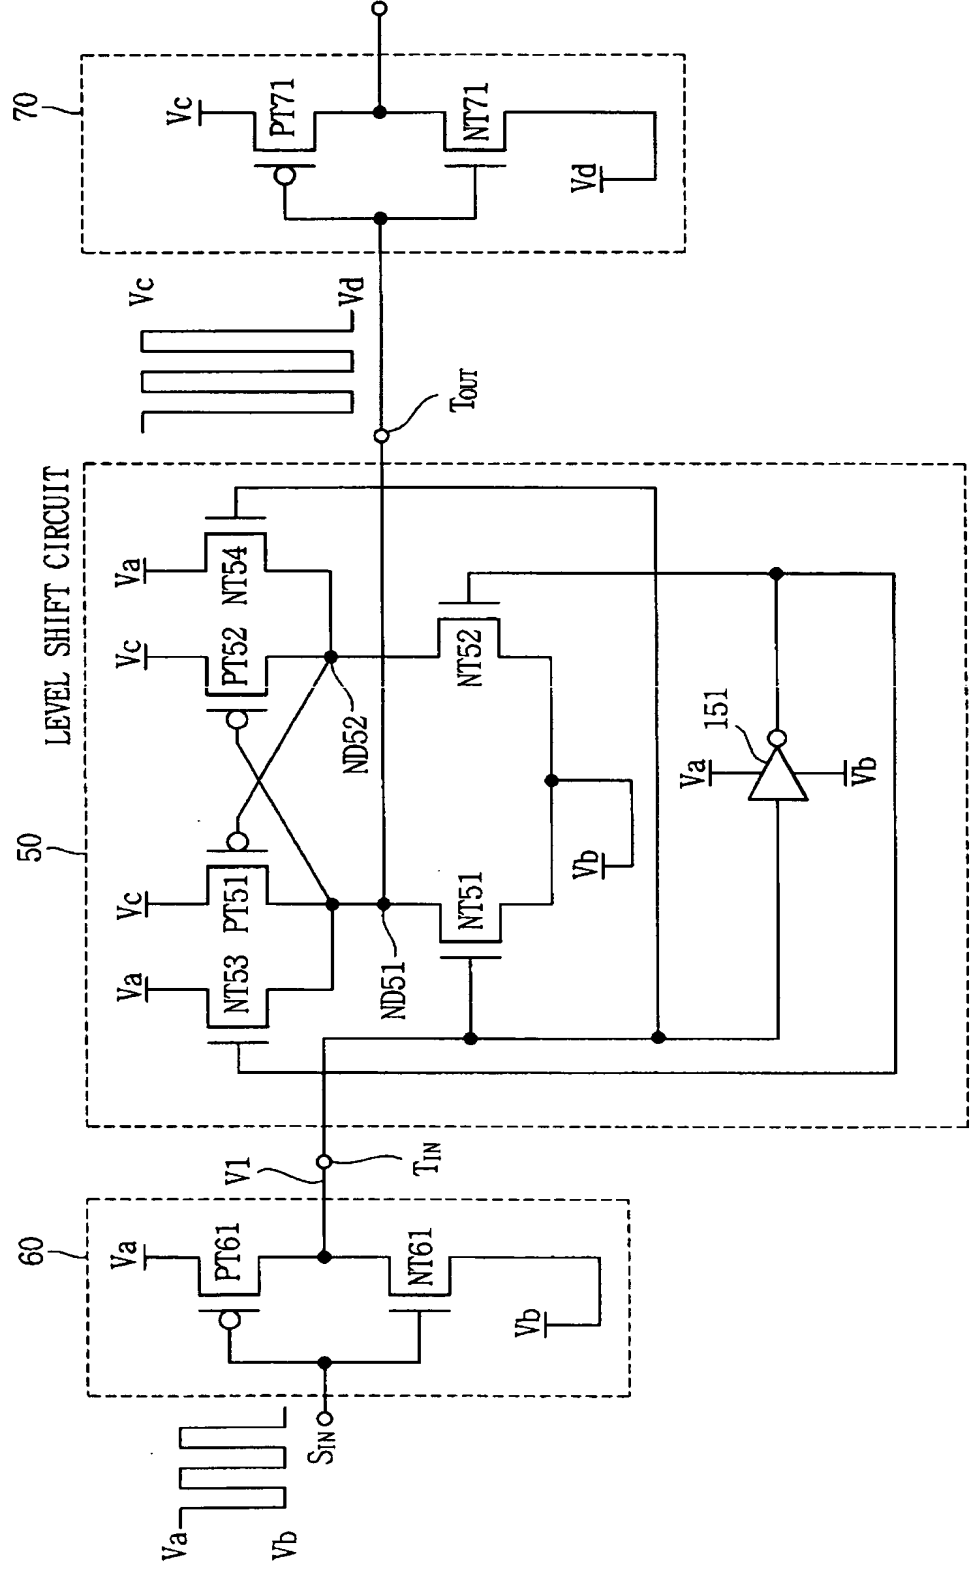 LEVEL SHIFT CIRCUIT
60
50
70
Va
Vb
SIN
Va
PT61
NT61
Vb
V1
TIN
Va
NT53
Vc
PT51
Vc
PT52
Va
NT54
ND51
ND52
NT51
NT52
Vb
Va
151
Vb
TOUT
Vc
Vd
Vc
PT71
NT71
Vd